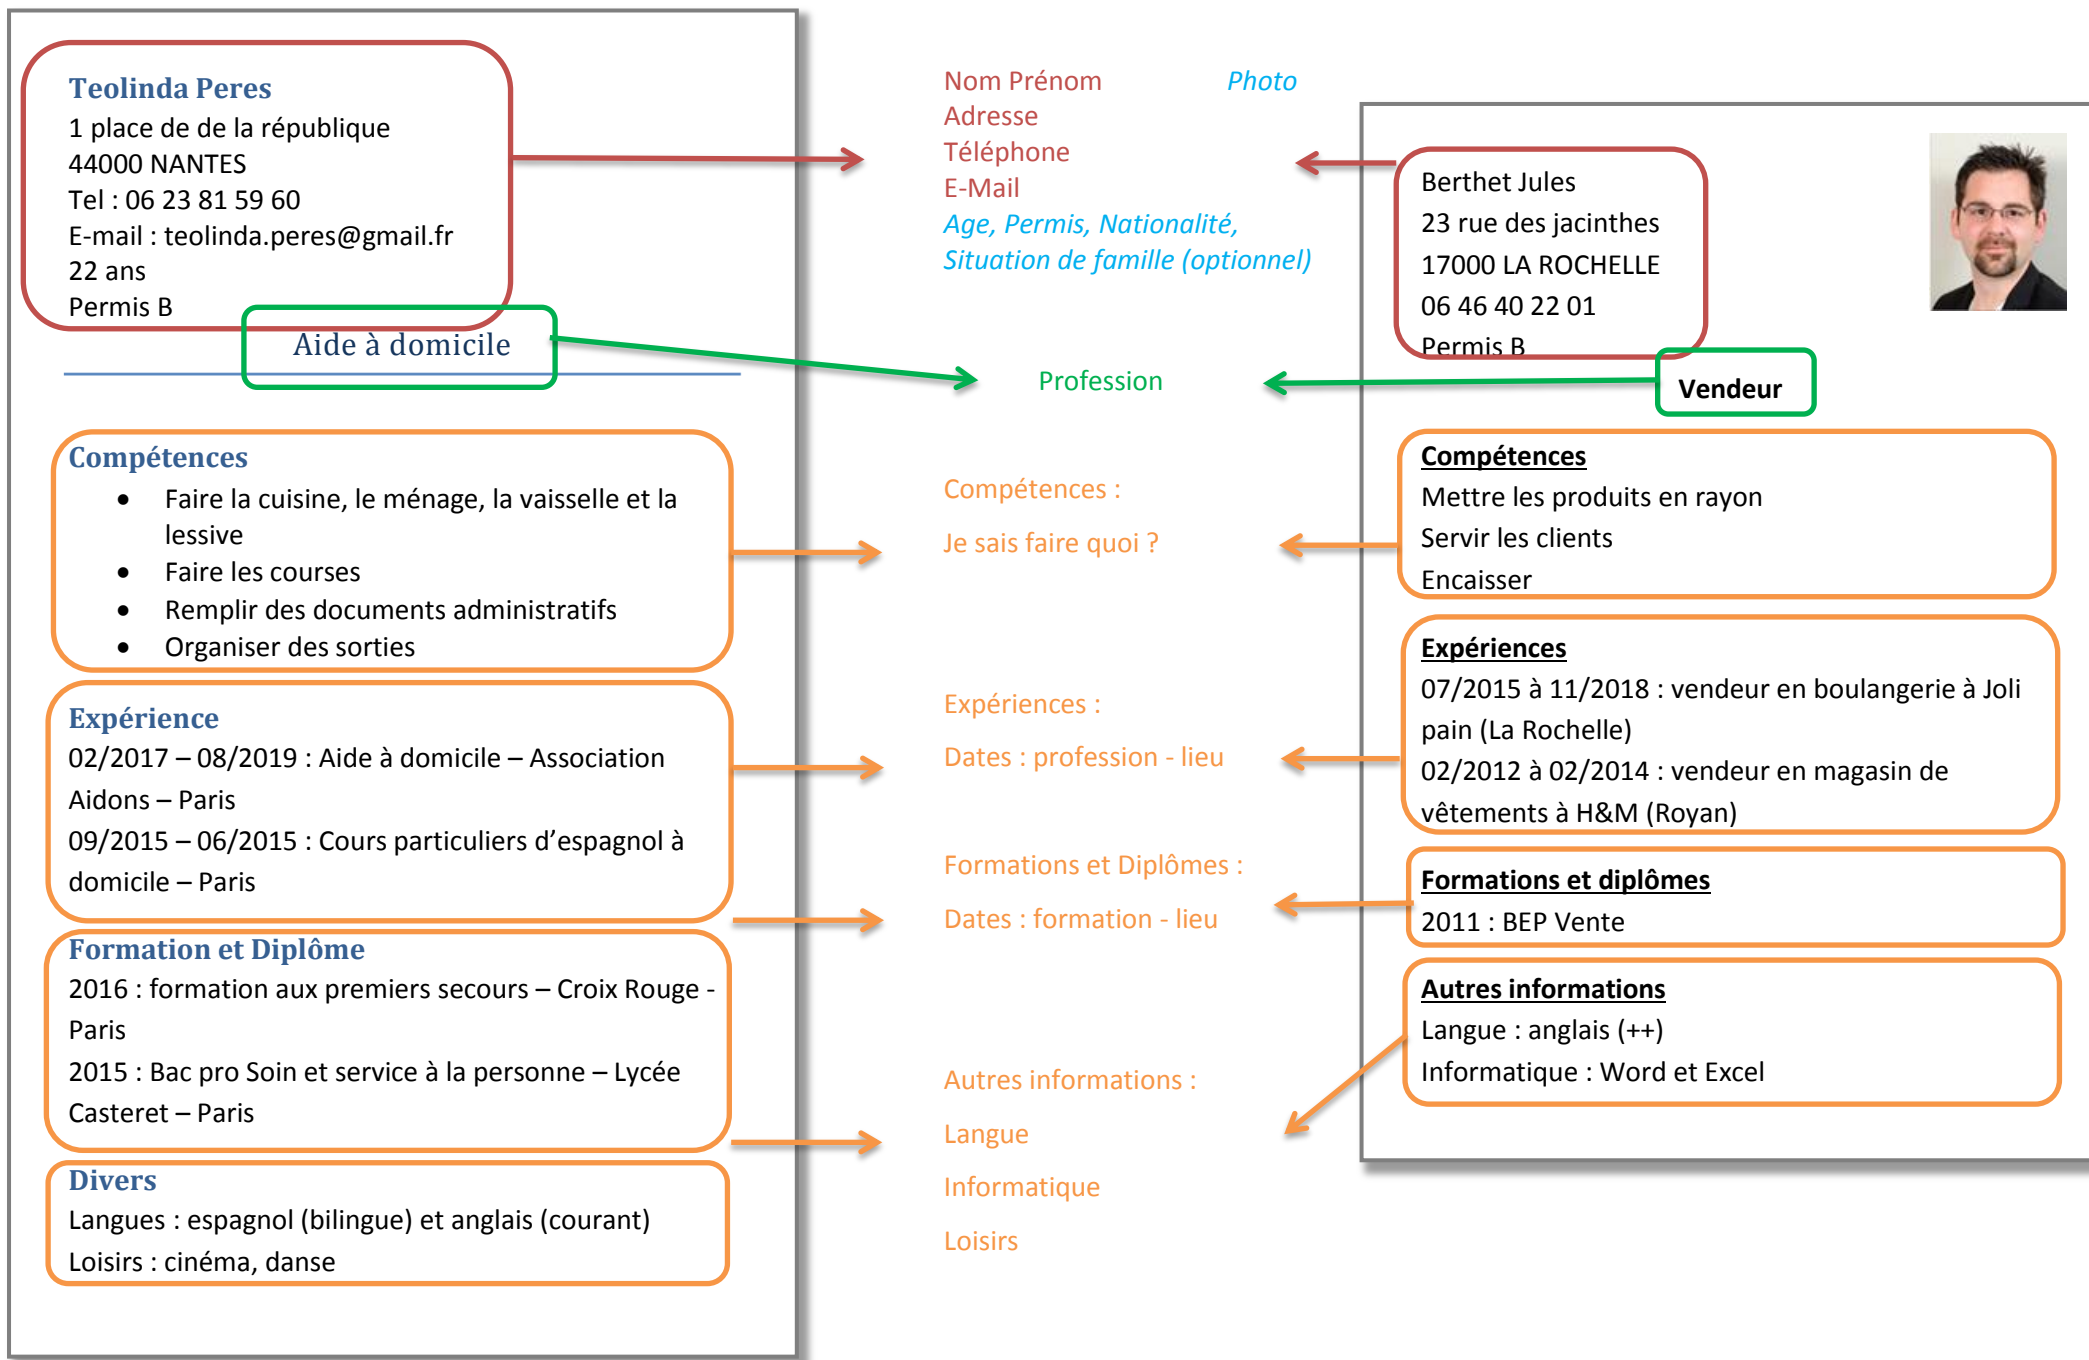 Teolinda Peres
1 place de de la république
44000 NANTES
Tel : 06 23 81 59 60
E-mail : teolinda.peres@gmail.fr
22 ans
Permis B
Aide à domicile
Compétences
• Faire la cuisine, le ménage, la vaisselle et la
lessive
• Faire les courses
• Remplir des documents administratifs
• Organiser des sorties
Expérience
02/2017 – 08/2019 : Aide à domicile – Association
Aidons – Paris
09/2015 – 06/2015 : Cours particuliers d’espagnol à
domicile – Paris
Formation et Diplôme
2016 : formation aux premiers secours – Croix Rouge -
Paris
2015 : Bac pro Soin et service à la personne – Lycée
Casteret – Paris
Divers
Langues : espagnol (bilingue) et anglais (courant)
Loisirs : cinéma, danse
Nom Prénom Photo
Adresse
Téléphone
E-Mail
Age, Permis, Nationalité,
Situation de famille (optionnel)
Profession
Compétences :
Je sais faire quoi ?
Expériences :
Dates : profession - lieu
Formations et Diplômes :
Dates : formation - lieu
Autres informations :
Langue
Informatique
Loisirs
Berthet Jules
23 rue des jacinthes
17000 LA ROCHELLE
06 46 40 22 01
Permis B
Vendeur
Compétences
Mettre les produits en rayon
Servir les clients
Encaisser
Expériences
07/2015 à 11/2018 : vendeur en boulangerie à Joli
pain (La Rochelle)
02/2012 à 02/2014 : vendeur en magasin de
vêtements à H&M (Royan)
Formations et diplômes
2011 : BEP Vente
Autres informations
Langue : anglais (++)
Informatique : Word et Excel